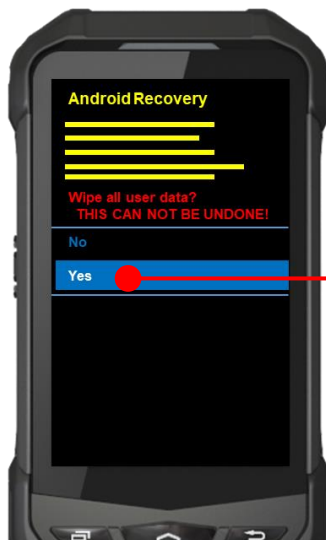 Android Recovery
Wipe all user data?
THIS CAN NOT BE UNDONE!
No
Yes